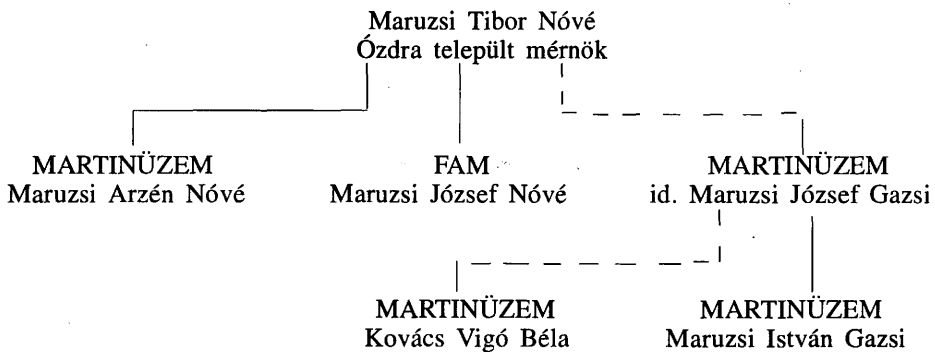 Maruzsi Tibor Nóvé
Ózdra települt mérnök
MARTINÜZEM
Maruzsi Arzén Nóvé
FAM
Maruzsi József Nóvé
MARTINÜZEM
id. Maruzsi József Gazsi
MARTINÜZEM
Kovács Vigó Béla
MARTINÜZEM
Maruzsi István Gazsi